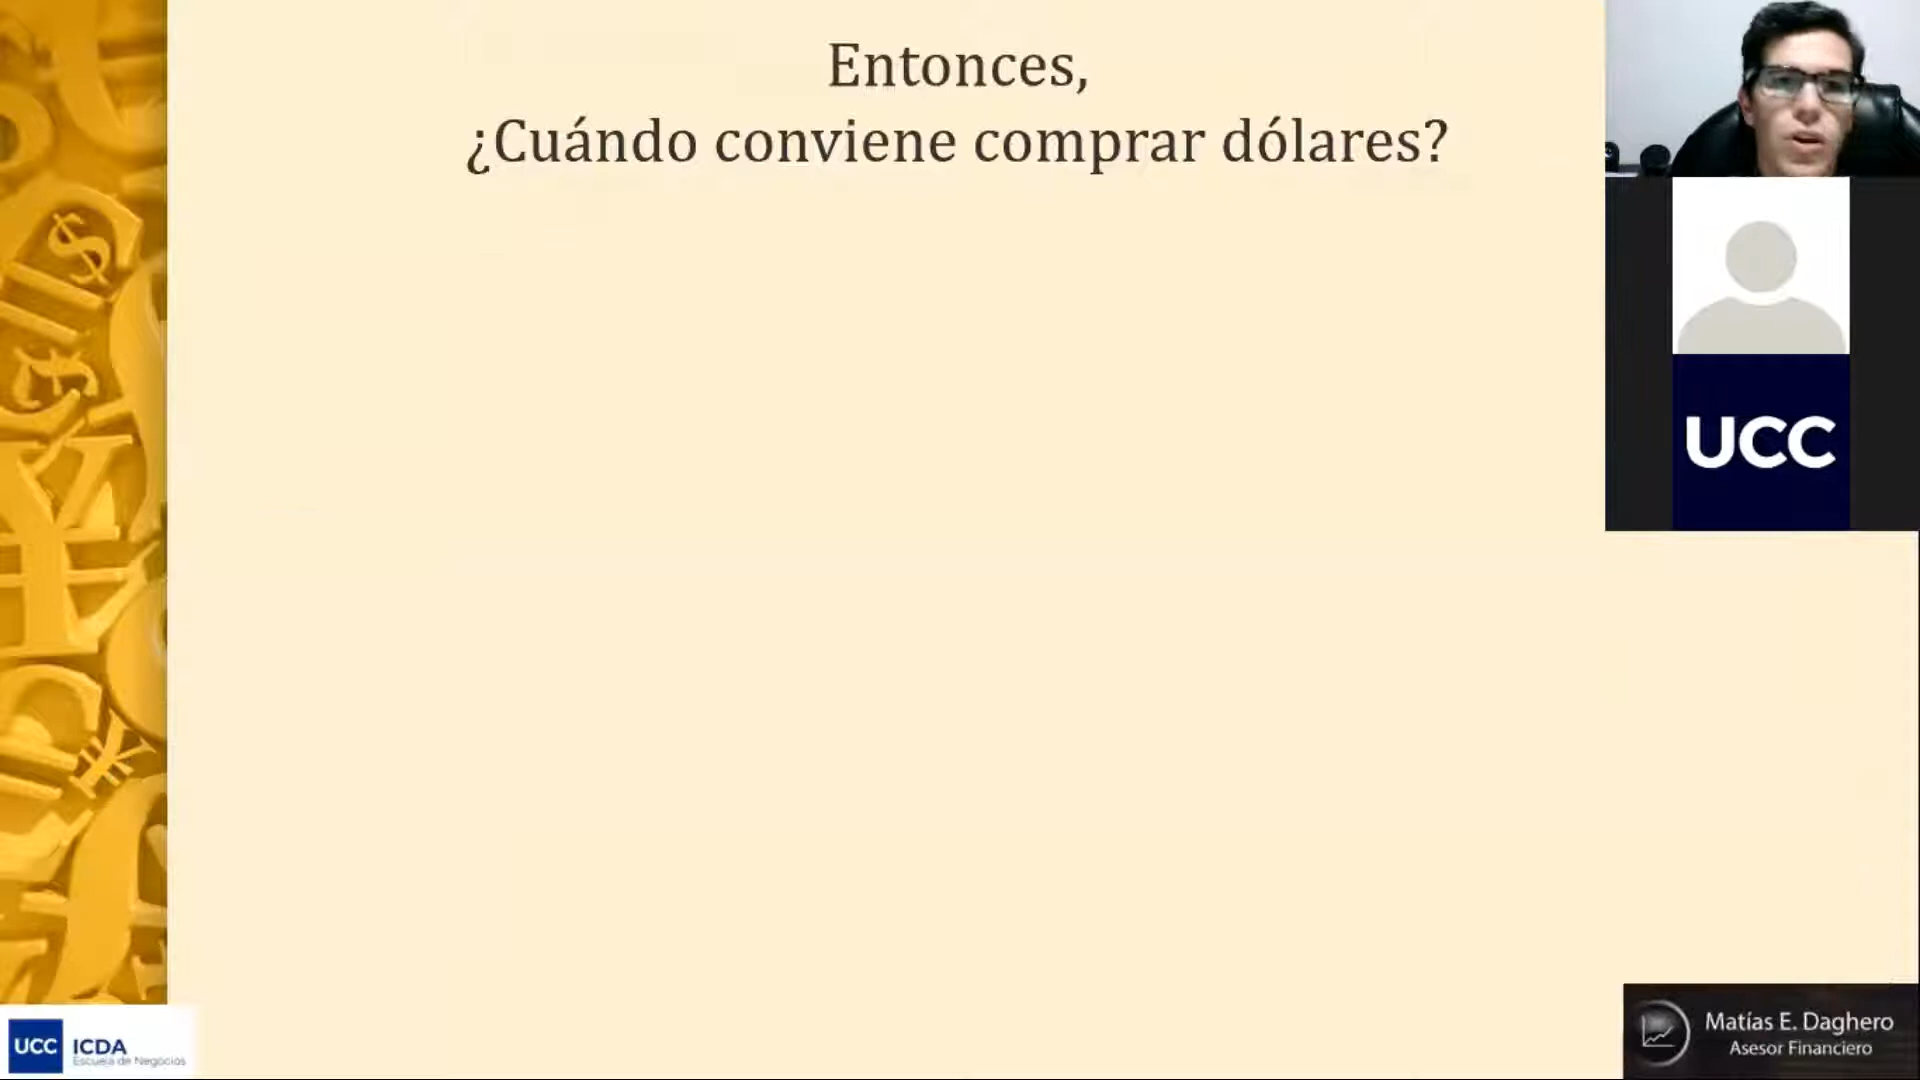 Entonces,
¿Cuándo conviene comprar dólares?
UCC
UCC ICDA
Escuela de Negocios
Matías E. Daghero
Asesor Financiero